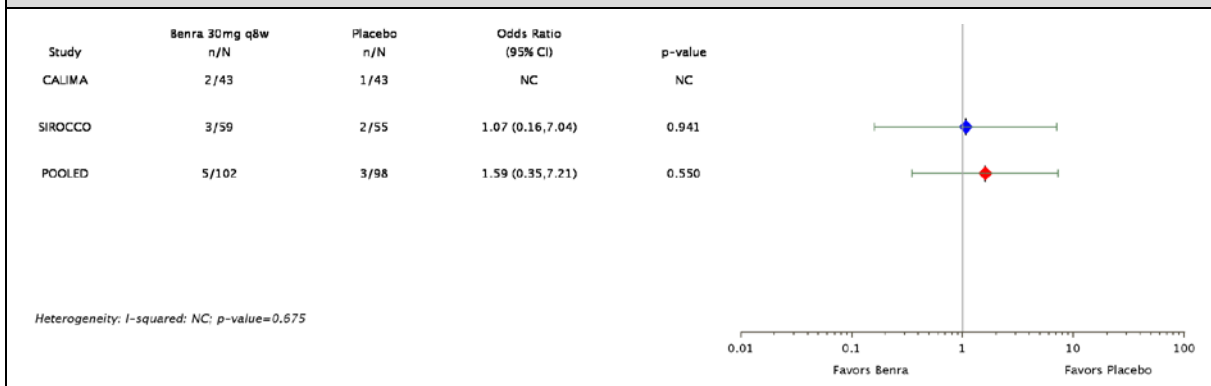 Benra 30mg q8w Placebo Odds Ratio
Study n/N n/N (95% CI) p-value
CALIMA 2/43 1/43 NC NC
SIROCCO 3/59 2/55 1.07 (0.16,7.04) 0.941
POOLED 5/102 3/98 1.59 (0.35,7.21) 0.550
Heterogeneity: I-squared: NC; p-value=0.675
0.01 0.1 1 10 100
Favors Benra Favors Placebo